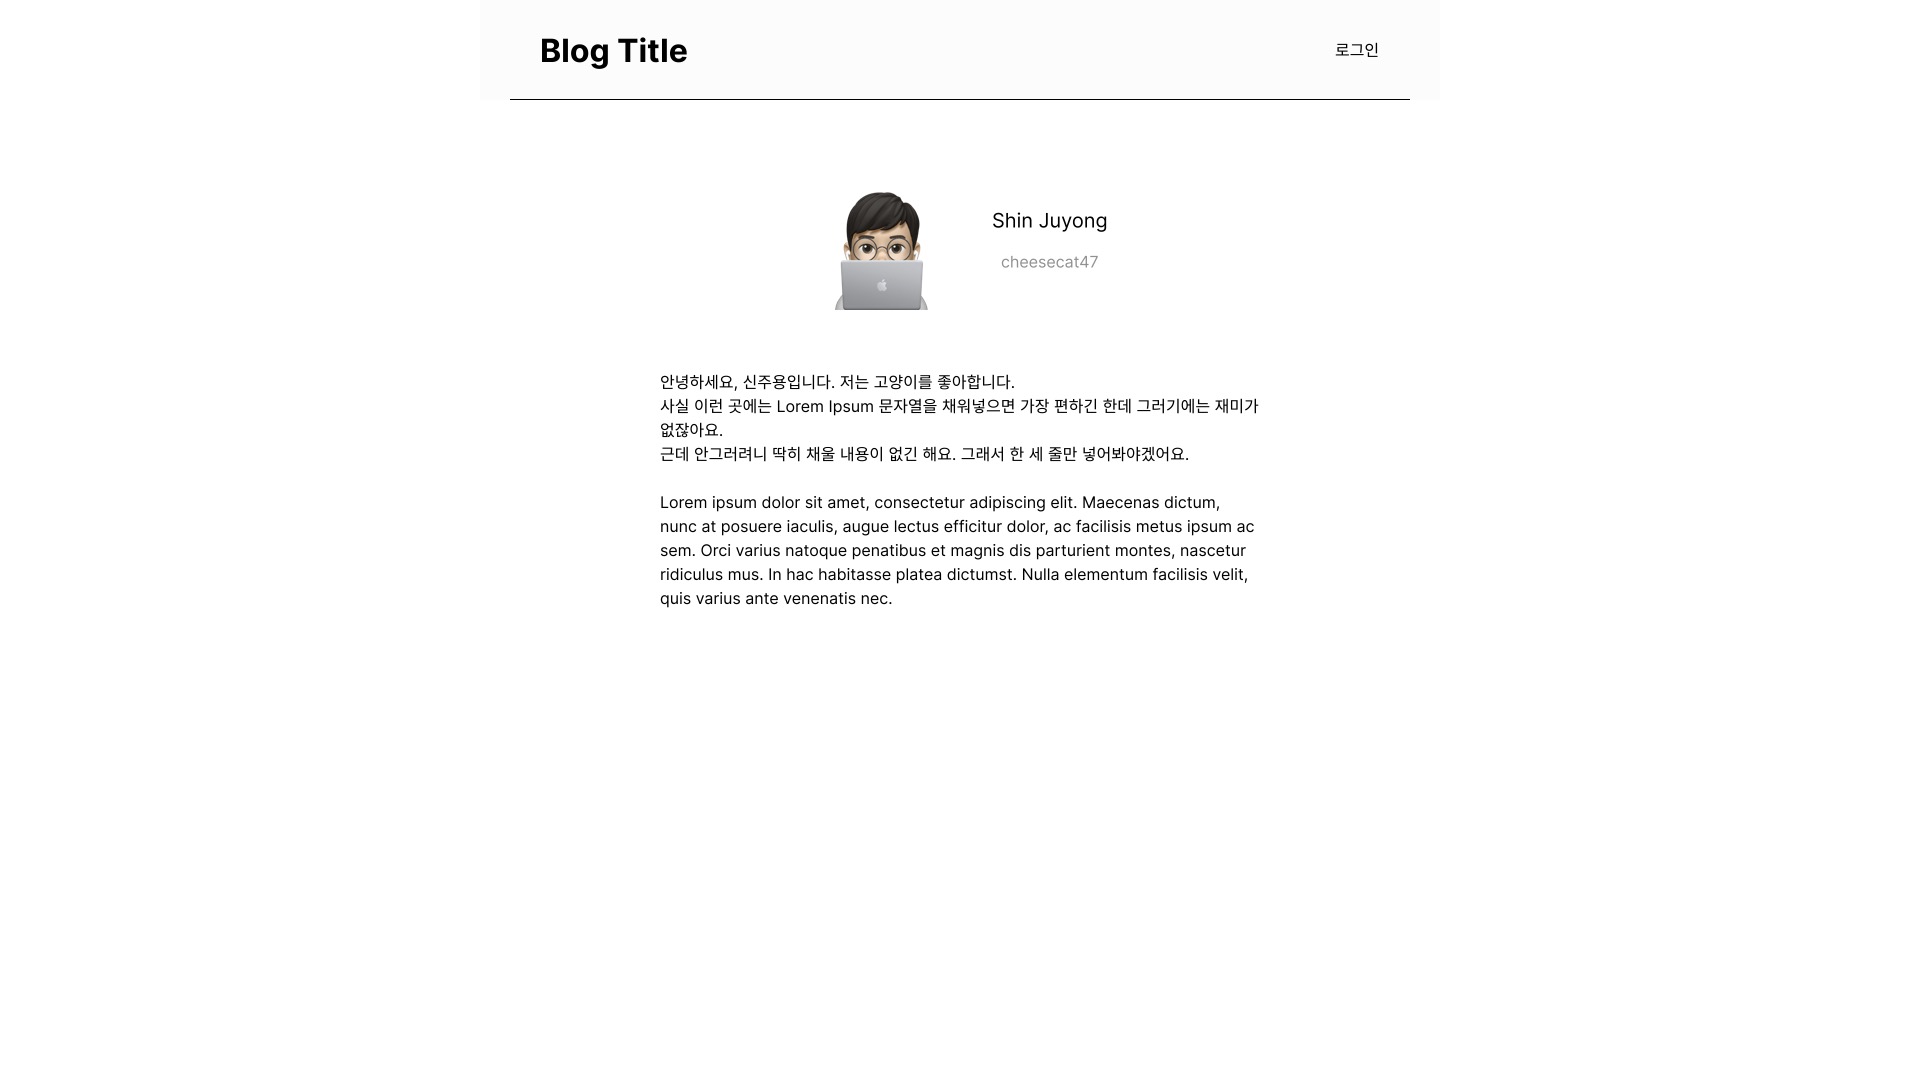 Blog Title
로그인
Shin Juyong
cheesecat47
안녕하세요, 신주용입니다. 저는 고양이를 좋아합니다.
사실 이런 곳에는 Lorem Ipsum 문자열을 채워넣으면 가장 편하긴 한데 그러기에는 재미가
없잖아요.
근데 안그러려니 딱히 채울 내용이 없긴 해요. 그래서 한 세 줄만 넣어봐야겠어요.
Lorem ipsum dolor sit amet, consectetur adipiscing elit. Maecenas dictum,
nunc at posuere iaculis, augue lectus efficitur dolor, ac facilisis metus ipsum ac
sem. Orci varius natoque penatibus et magnis dis parturient montes, nascetur
ridiculus mus. In hac habitasse platea dictumst. Nulla elementum facilisis velit,
quis varius ante venenatis nec.